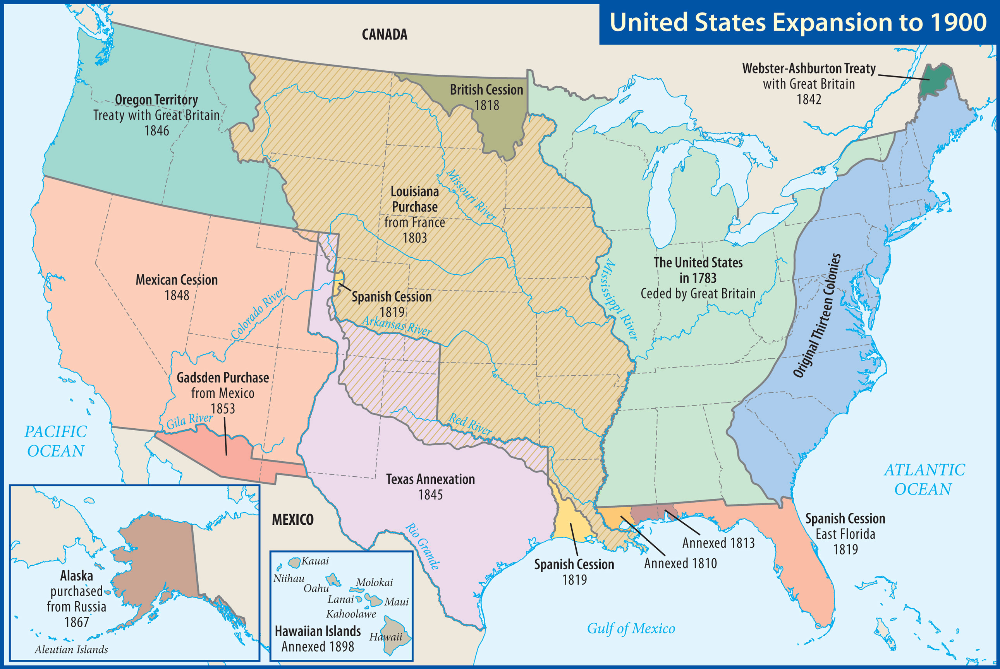 United States Expansion to 1900
CANADA
Webster-Ashburton Treaty
with Great Britain
1842
British Cession
1818
Oregon Territory
Treaty with Great Britain
1846
Missouri River
Louisiana
Purchase
from France
1803
Mississippi River
The United States
in 1783
Ceded by Great Britain
Original Thirteen Colonies
Mexican Cession
1848
Colorado River
Spanish Cession
1819
Arkansas River
Gadsden Purchase
from Mexico
1853
Gila River
Red River
PACIFIC
OCEAN
ATLANTIC
OCEAN
Texas Annexation
1845
MEXICO
Rio Grande
Spanish Cession
East Florida
1819
Annexed 1813
Annexed 1810
Spanish Cession
1819
Gulf of Mexico
Alaska
purchased
from Russia
1867
Aleutian Islands
Kauai
Niihau
Oahu
Molokai
Lanai
Maui
Kahoolawe
Hawaii
Hawaiian Islands
Annexed 1898